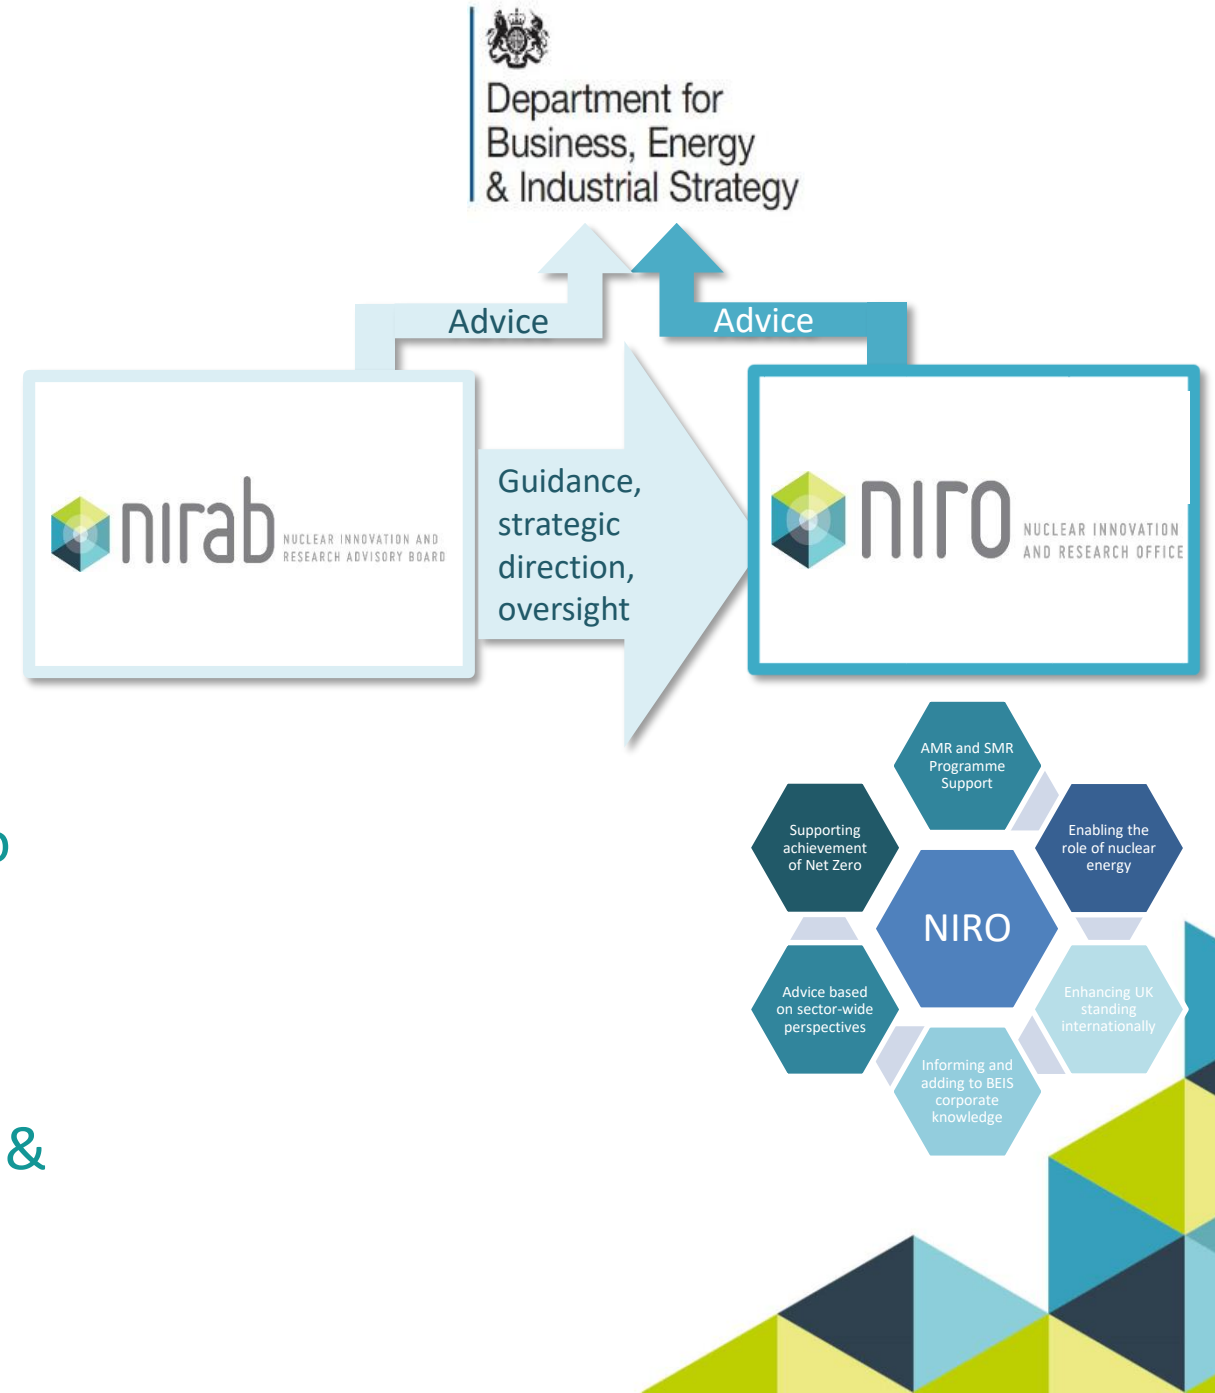 Department for
Business, Energy
& Industrial Strategy
Advice
Advice
nirab
NUCLEAR INNOVATION AND
RESEARCH ADVISORY BOARD
Guidance,
strategic
direction,
oversight
niro
NUCLEAR INNOVATION
AND RESEARCH OFFICE
AMR and SMR
Programme
Support
Supporting
achievement
of Net Zero
Enabling the
role of nuclear
energy
NIRO
Advice based
on sector-wide
perspectives
Enhancing UK
standing
internationally
Informing and
adding to BEIS
corporate
knowledge
&